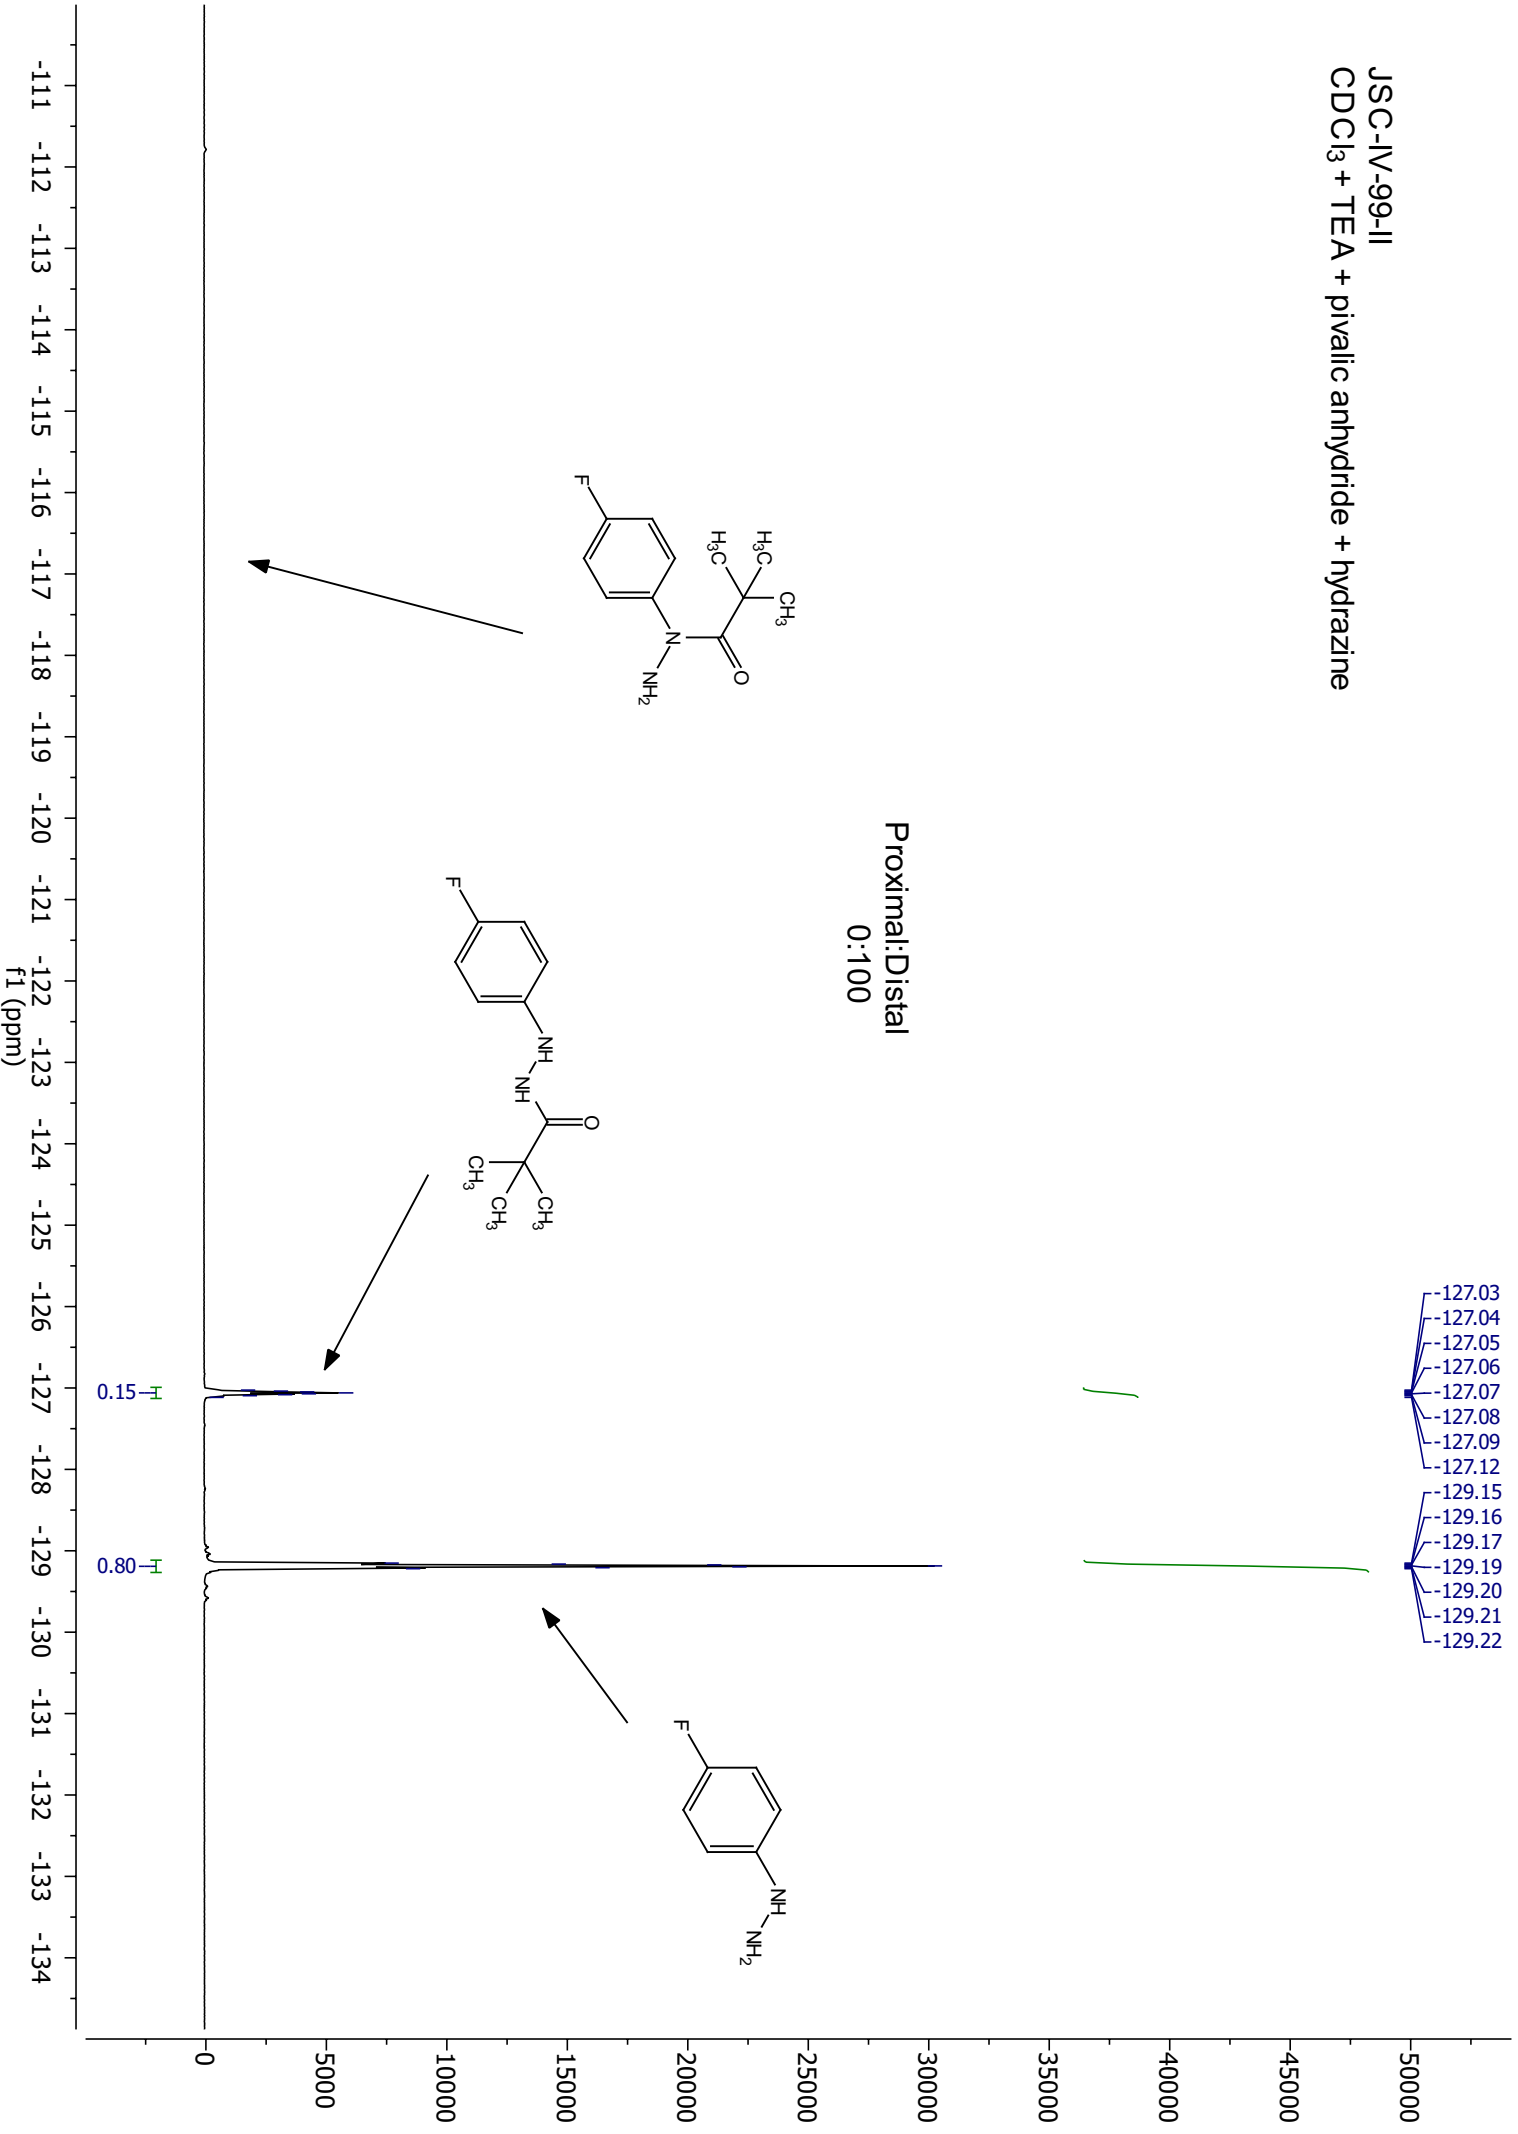 JSC-IV-99-II
CDCl3 + TEA + pivalic anhydride + hydrazine
-127.03
-127.04
-127.05
-127.06
-127.07
-127.08
-127.09
-127.12
-129.15
-129.16
-129.17
-129.19
-129.20
-129.21
-129.22
Proximal:Distal
0:100
H3C
CH3
H3C
O
N
NH2
F
F
NH
NH
O
CH3
CH3
CH3
F
NH
NH2
0.15
0.80
-111 -112 -113 -114 -115 -116 -117 -118 -119 -120 -121 -122 -123 -124 -125 -126 -127 -128 -129 -130 -131 -132 -133 -134
f1 (ppm)
50000
45000
40000
35000
30000
25000
20000
15000
10000
5000
0